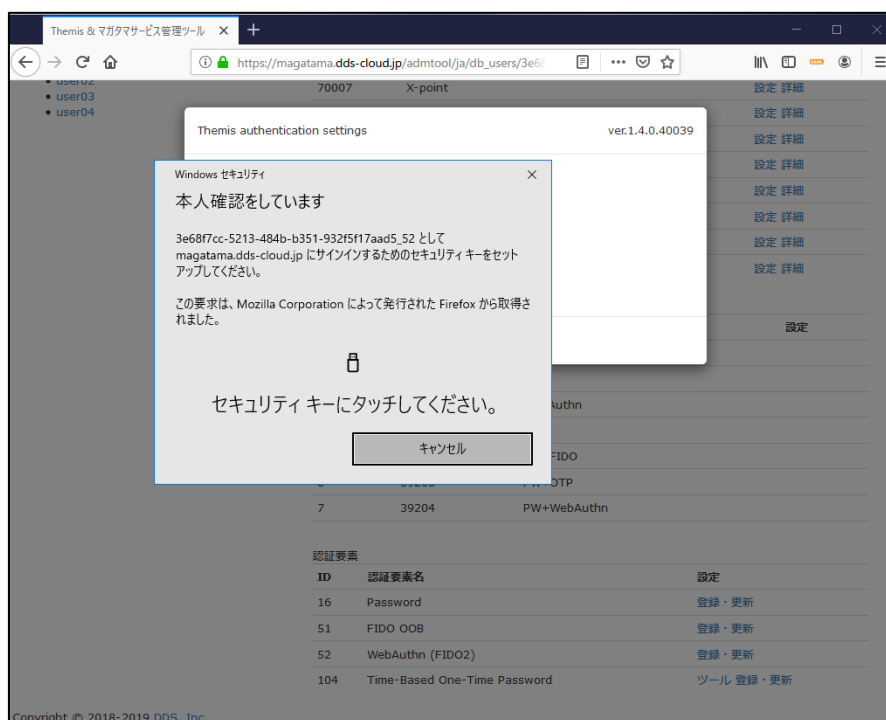 Themis & マガタマサービス管理ツール
https://magatama.dds-cloud.jp/admtool/ja/db_users/3e68
user02
user03
user04
70007 X-point 設定 詳細
設定 詳細
設定 詳細
設定 詳細
設定 詳細
設定 詳細
設定 詳細
設定 詳細
Themis authentication settings ver.1.4.0.40039
Windows セキュリティ
本人確認をしています
3e68f7cc-5213-484b-b351-932f5f17aad5_52 として
magatama.dds-cloud.jp にサインインするためのセキュリティ キーをセット
アップしてください。
この要求は、Mozilla Corporation によって発行された Firefox から取得さ
れました。
セキュリティ キーにタッチしてください。
キャンセル
設定
Authn
FIDO
PW+OTP
7 39204 PW+WebAuthn
認証要素
ID 認証要素名 設定
16 Password 登録・更新
51 FIDO OOB 登録・更新
52 WebAuthn (FIDO2) 登録・更新
104 Time-Based One-Time Password ツール 登録・更新
Copyright © 2018-2019 DDS, Inc.